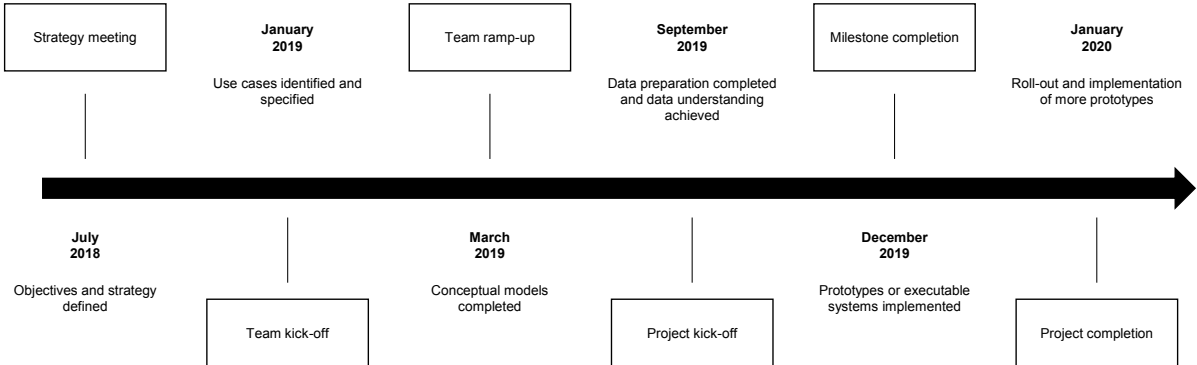 Strategy meeting
January
2019
Use cases identified and
specified
Team ramp-up
September
2019
Data preparation completed
and data understanding
achieved
Milestone completion
January
2020
Roll-out and implementation
of more prototypes
July
2018
Objectives and strategy
defined
Team kick-off
March
2019
Conceptual models
completed
Project kick-off
December
2019
Prototypes or executable
systems implemented
Project completion